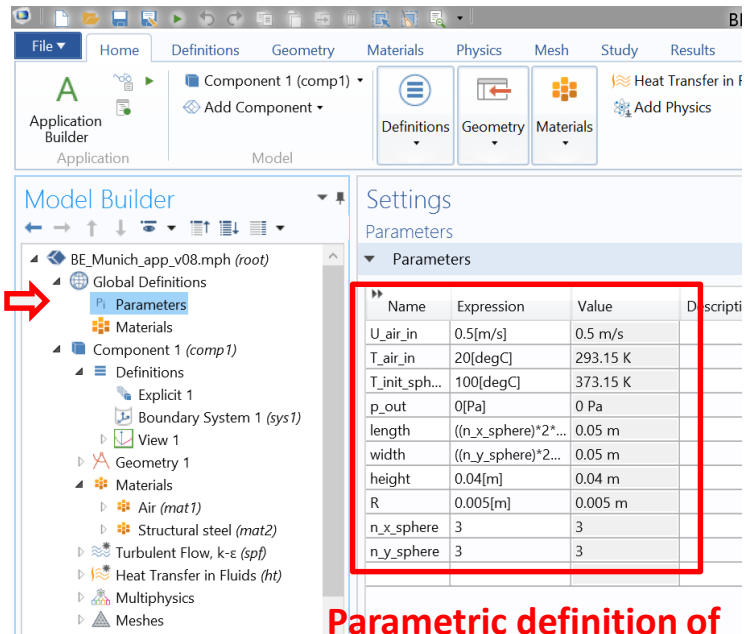 BE
File Home Definitions Geometry Materials Physics Mesh Study Results
Application Builder
Application
Component 1 (comp1)
Add Component
Model
Definitions
Geometry
Materials
Heat Transfer in F
Add Physics
Model Builder
BE_Munich_app_v08.mph (root)
Global Definitions
Pi Parameters
Materials
Component 1 (comp1)
Definitions
Explicit 1
Boundary System 1 (sys1)
View 1
Geometry 1
Materials
Air (mat1)
Structural steel (mat2)
Turbulent Flow, k-ε (spf)
Heat Transfer in Fluids (ht)
Multiphysics
Meshes
Settings
Parameters
Parameters
Name Expression Value Descripti
U_air_in 0.5[m/s] 0.5 m/s
T_air_in 20[degC] 293.15 K
T_init_sph... 100[degC] 373.15 K
p_out 0[Pa] 0 Pa
length ((n_x_sphere)*2*... 0.05 m
width ((n_y_sphere)*2... 0.05 m
height 0.04[m] 0.04 m
R 0.005[m] 0.005 m
n_x_sphere 3 3
n_y_sphere 3 3
Parametric definition of